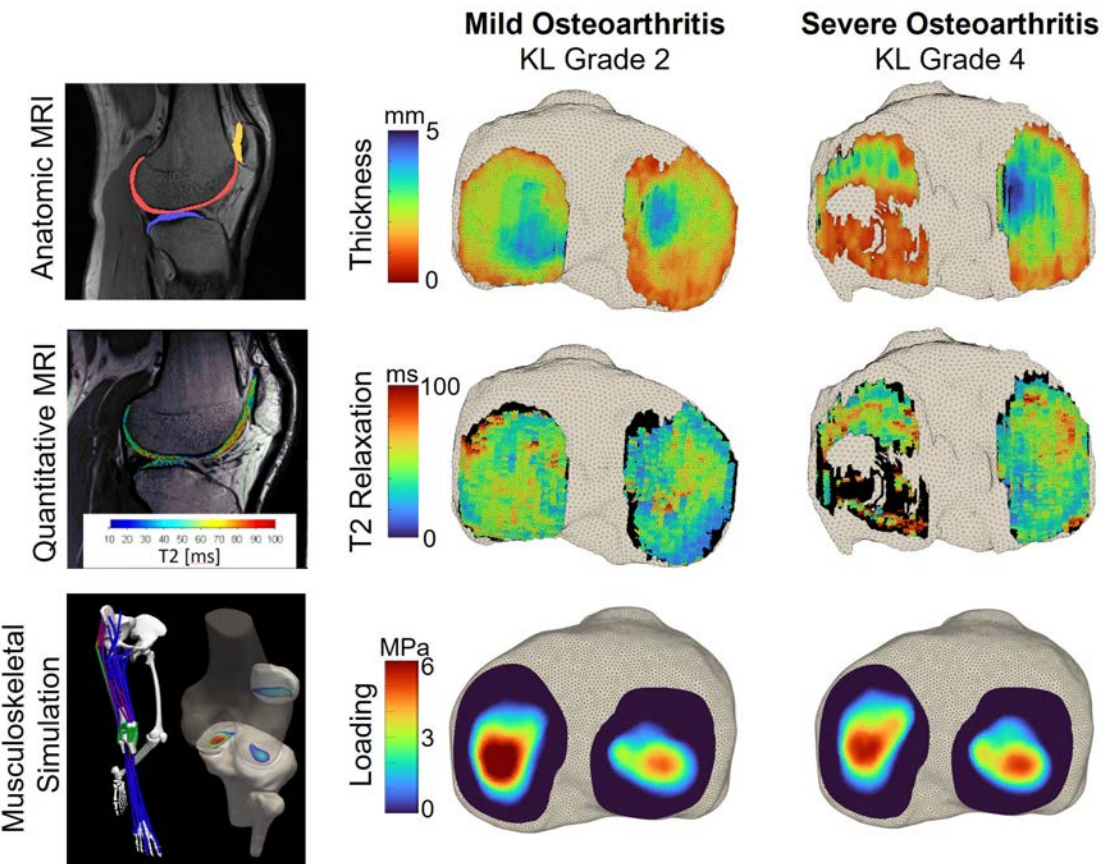 Mild Osteoarthritis
KL Grade 2
Severe Osteoarthritis
KL Grade 4
Anatomic MRI
Thickness
mm
5
0
Quantitative MRI
10 20 30 40 50 60 70 80 90 100
T2 [ms]
T2 Relaxation
ms
100
0
Musculoskeletal
Simulation
Loading
MPa
6
3
0